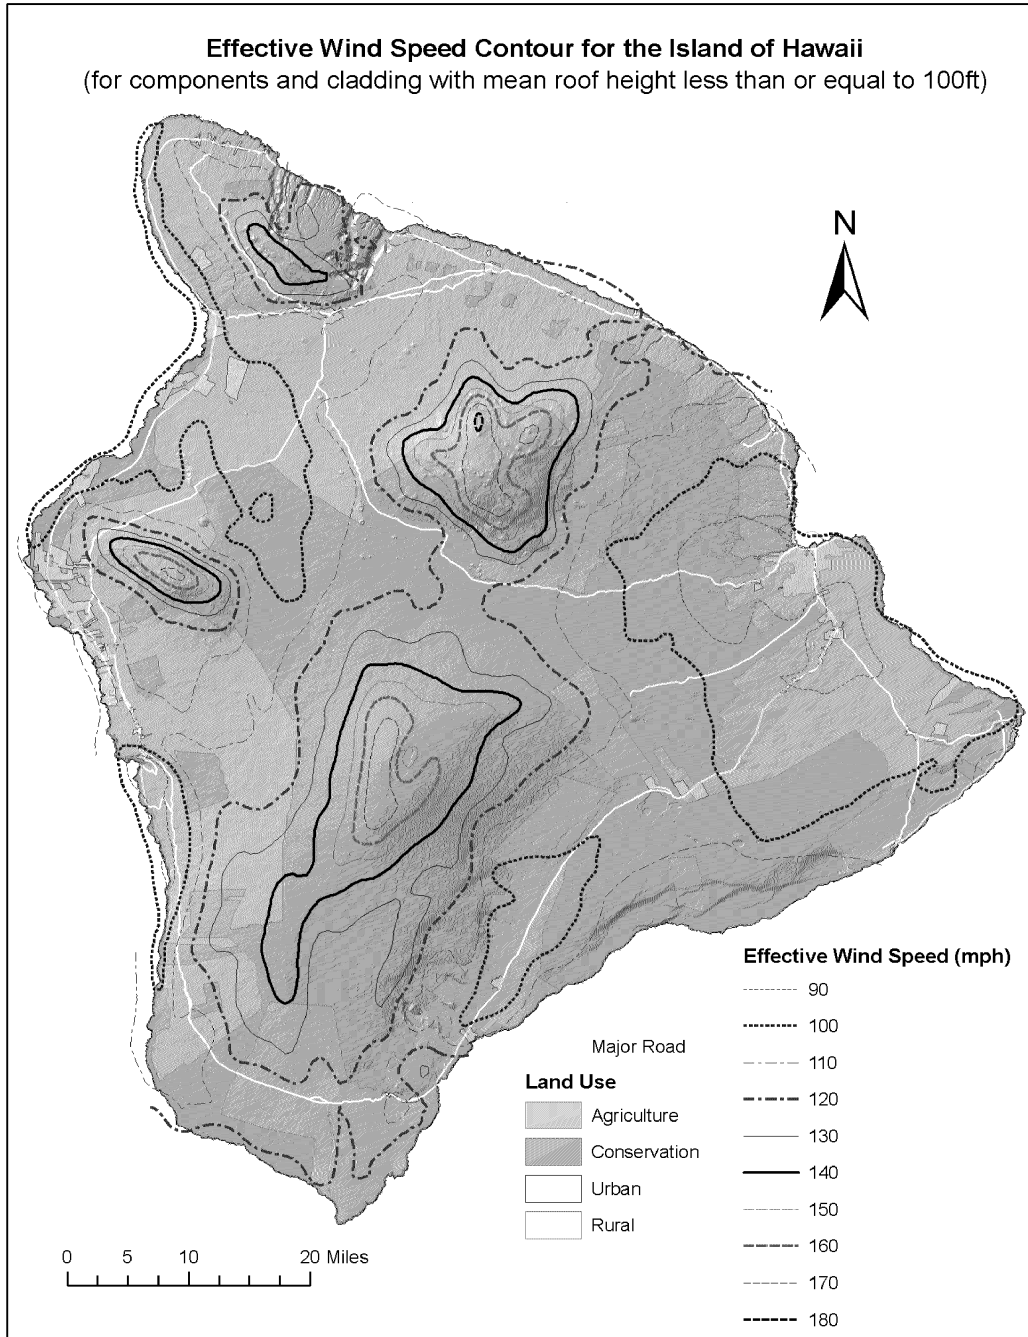 Effective Wind Speed Contour for the Island of Hawaii
(for components and cladding with mean roof height less than or equal to 100ft)
N
Effective Wind Speed (mph)
90
100
110
120
130
140
150
160
170
180
Major Road
Land Use
Agriculture
Conservation
Urban
Rural
0 5 10 20 Miles